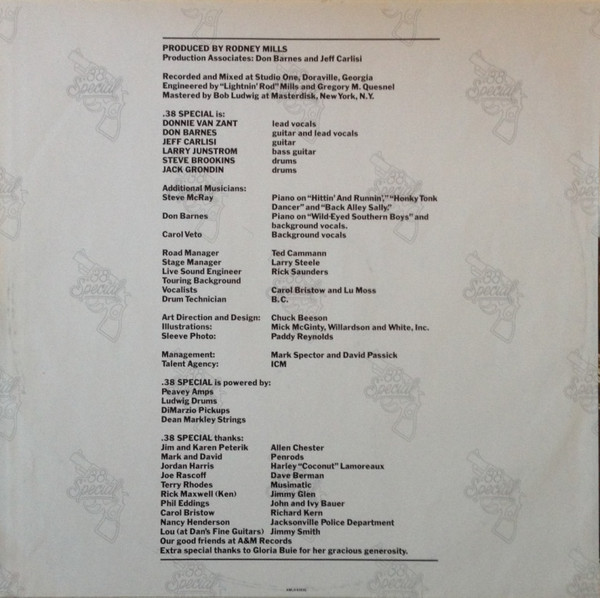 PRODUCED BY RODNEY MILLS
Production Associates: Don Barnes and Jeff Carlisi
Recorded and Mixed at Studio One, Doraville, Georgia
Engineered by "Lightnin' Rod" Mills and Gregory M. Quesnel
Mastered by Bob Ludwig at Masterdisk, New York, N.Y.
.38 SPECIAL is:
DONNIE VAN ZANT lead vocals
DON BARNES guitar and lead vocals
JEFF CARLISI guitar
LARRY JUNSTROM bass guitar
STEVE BROOKINS drums
JACK GRONDIN drums
Additional Musicians:
Steve McRay Piano on "Hittin' And Runnin'," "Honky Tonk
Dancer" and "Back Alley Sally."
Don Barnes Piano on "Wild-Eyed Southern Boys" and
background vocals.
Carol Veto Background vocals
Road Manager Ted Cammann
Stage Manager Larry Steele
Live Sound Engineer Rick Saunders
Touring Background
Vocalists Carol Bristow and Lu Moss
Drum Technician B.C.
Art Direction and Design: Chuck Beeson
Illustrations: Mick McGinty, Willardson and White, Inc.
Sleeve Photo: Paddy Reynolds
Management: Mark Spector and David Passick
Talent Agency: ICM
.38 SPECIAL is powered by:
Peavey Amps
Ludwig Drums
DiMarzio Pickups
Dean Markley Strings
.38 SPECIAL thanks:
Jim and Karen Peterik Allen Chester
Mark and David Penrods
Jordan Harris Harley "Coconut" Lamoreaux
Joe Rascoff Dave Berman
Terry Rhodes Musimatic
Rick Maxwell (Ken) Jimmy Glen
Phil Eddings John and Ivy Bauer
Carol Bristow Richard Kern
Nancy Henderson Jacksonville Police Department
Lou (at Dan's Fine Guitars) Jimmy Smith
Our good friends at A&M Records
Extra special thanks to Gloria Buie for her gracious generosity.
.38 Special